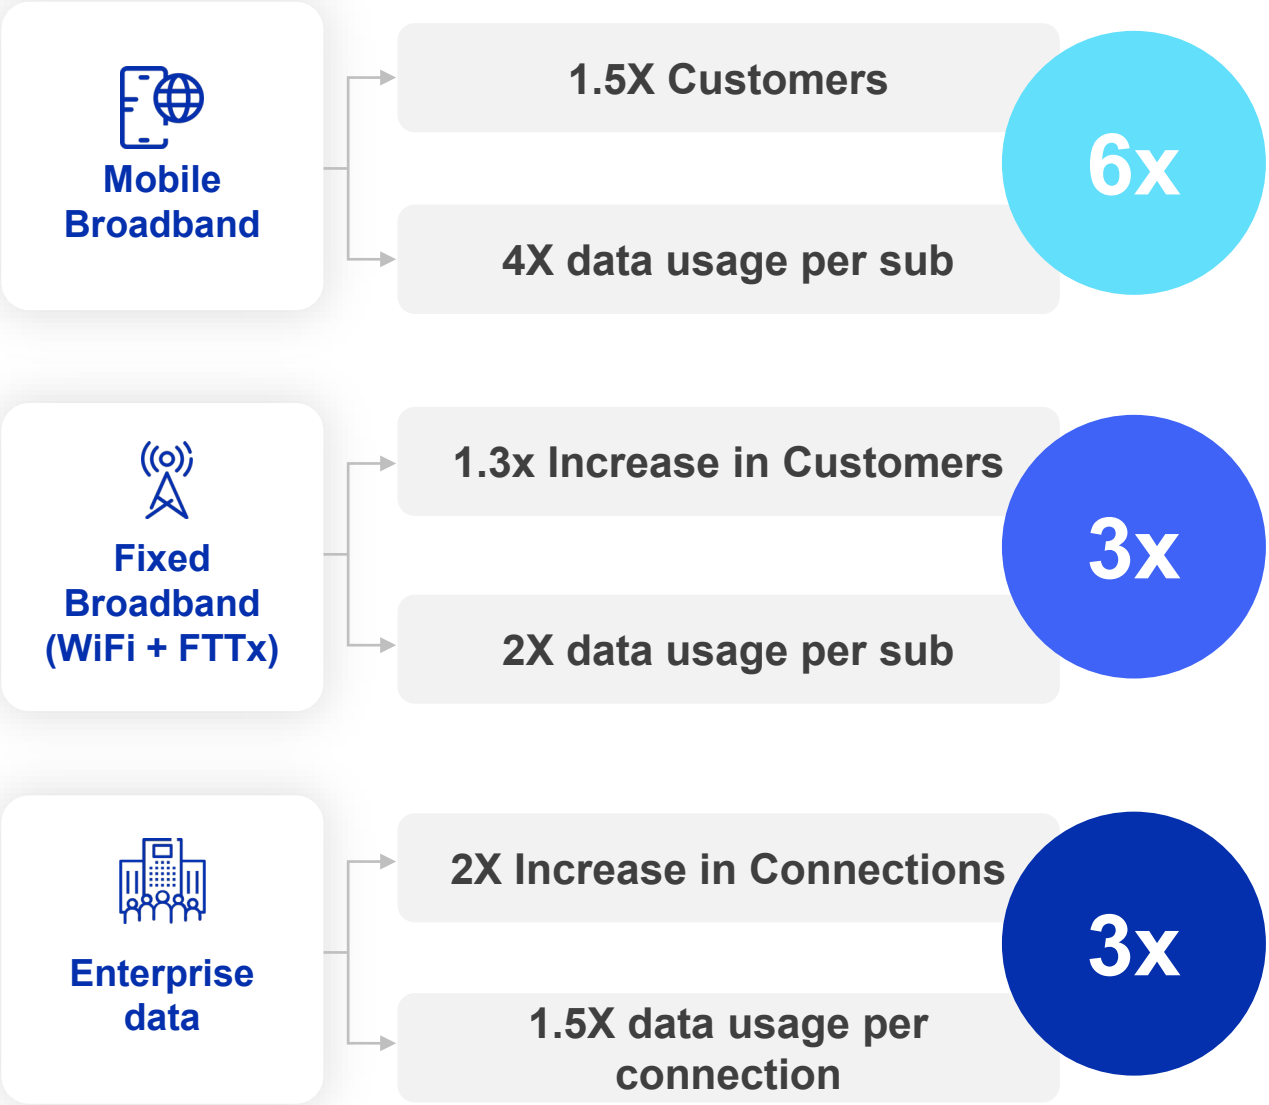 Mobile
Broadband
1.5X Customers
4X data usage per sub
6x
Fixed
Broadband
(WiFi + FTTx)
1.3x Increase in Customers
2X data usage per sub
3x
Enterprise
data
2X Increase in Connections
1.5X data usage per
connection
3x